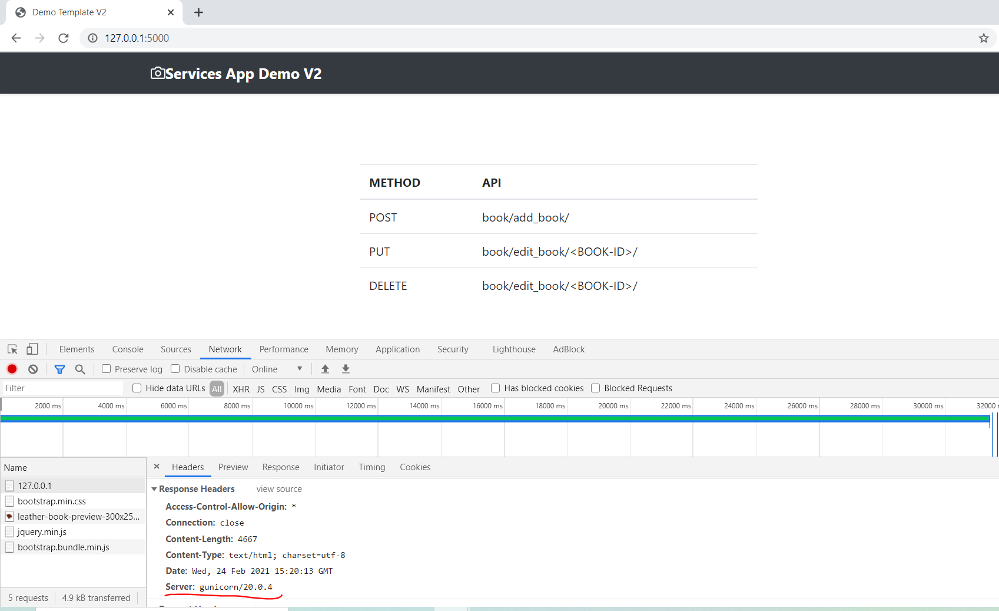 Demo Template V2
127.0.0.1:5000
Services App Demo V2
METHOD API
POST book/add_book/
PUT book/edit_book/<BOOK-ID>/
DELETE book/edit_book/<BOOK-ID>/
Elements Console Sources Network Performance Memory Application Security Lighthouse AdBlock
Preserve log Disable cache Online
Filter Hide data URLs All XHR JS CSS Img Media Font Doc WS Manifest Other Has blocked cookies Blocked Requests
2000 ms 4000 ms 6000 ms 8000 ms 10000 ms 12000 ms 14000 ms 16000 ms 18000 ms 20000 ms 22000 ms 24000 ms 26000 ms 28000 ms 30000 ms 32000
Name
127.0.0.1
bootstrap.min.css
leather-book-preview-300x25...
jquery.min.js
bootstrap.bundle.min.js
5 requests 4.9 kB transferred
Headers Preview Response Initiator Timing Cookies
Response Headers view source
Access-Control-Allow-Origin: *
Connection: close
Content-Length: 4667
Content-Type: text/html; charset=utf-8
Date: Wed, 24 Feb 2021 15:20:13 GMT
Server: gunicorn/20.0.4